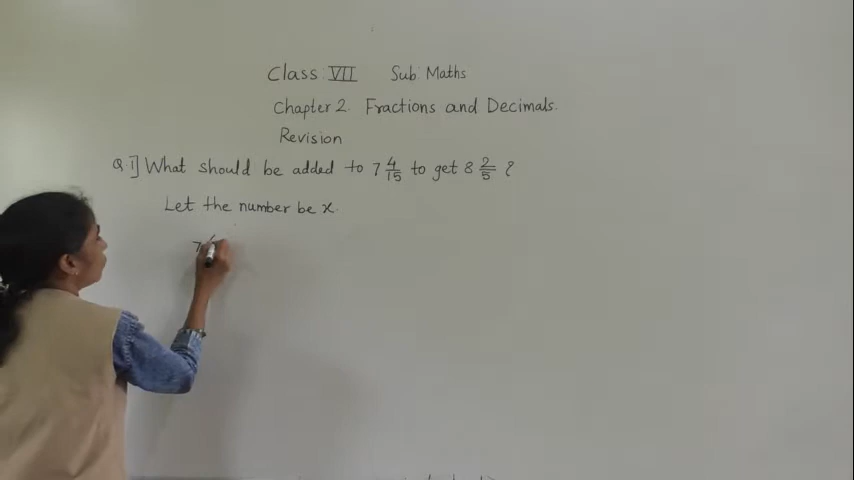 Class VII Sub: Maths
Chapter 2. Fractions and Decimals.
Revision
Q 1] What should be added to 7 4/15 to get 8 2/5 ?
Let the number be x.
7